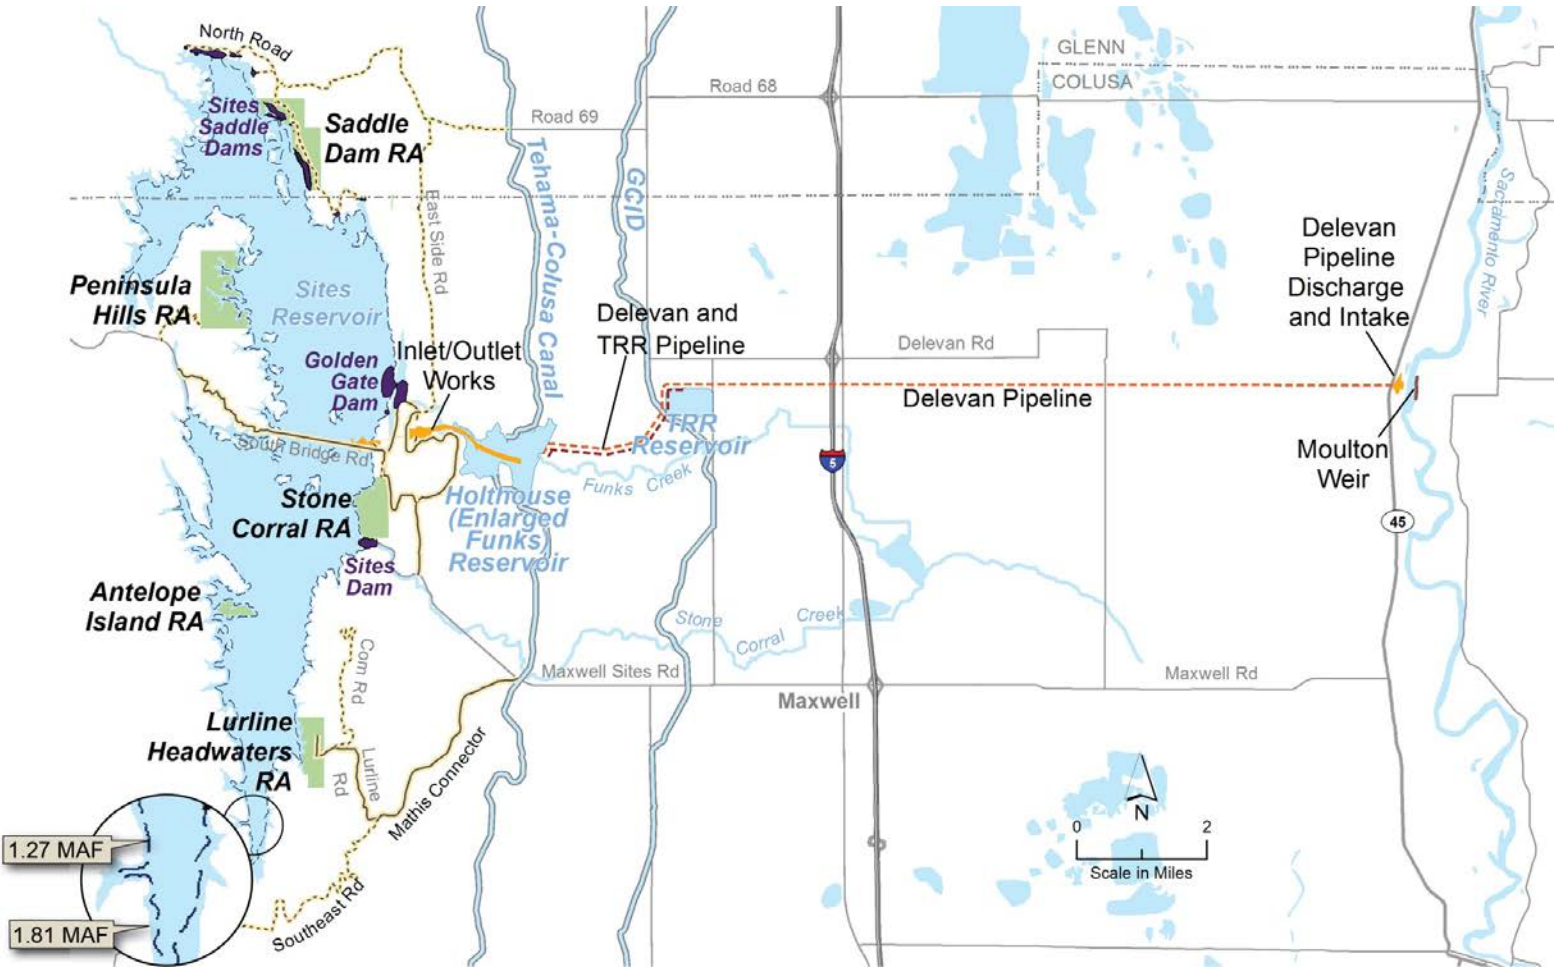 North Road
GLENN
COLUSA
Road 68
Road 69
Sites
Saddle
Dams
Saddle
Dam RA
Tehama-Colusa Canal
GCID
East Side Rd
Sacramento River
Delevan
Pipeline
Discharge
and Intake
Peninsula
Hills RA
Sites
Reservoir
Delevan and
TRR Pipeline
Delevan Rd
Golden
Gate
Dam
Inlet/Outlet
Works
Delevan Pipeline
TRR
Reservoir
South Bridge Rd
Moulton
Weir
5
Funks Creek
Stone
Corral RA
Holthouse
(Enlarged
Funks)
Reservoir
45
Sites
Dam
Antelope
Island RA
Stone Corral Creek
Com Rd
Maxwell Sites Rd
Maxwell Rd
Maxwell
Lurline
Headwaters
RA
Lurline
Rd
Mathis Connector
N
0 2
Scale in Miles
1.27 MAF
1.81 MAF
Southeast Rd